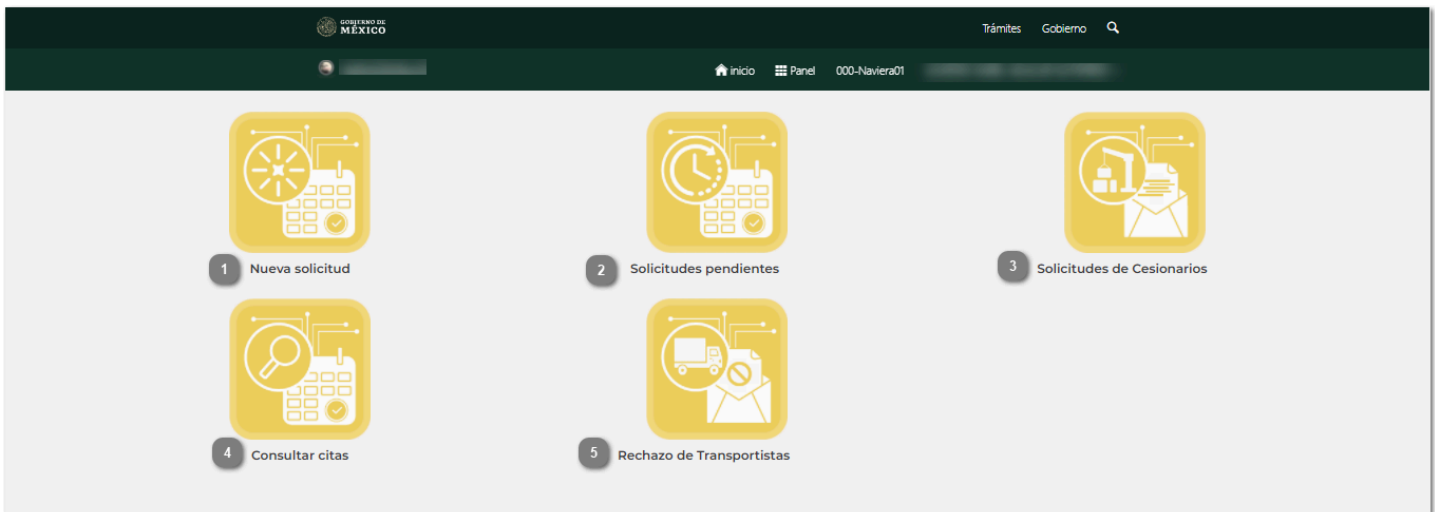 GOBIERNO DE
MÉXICO
Trámites Gobierno
inicio Panel 000-Naviera01
1 Nueva solicitud
2 Solicitudes pendientes
3 Solicitudes de Cesionarios
4 Consultar citas
5 Rechazo de Transportistas